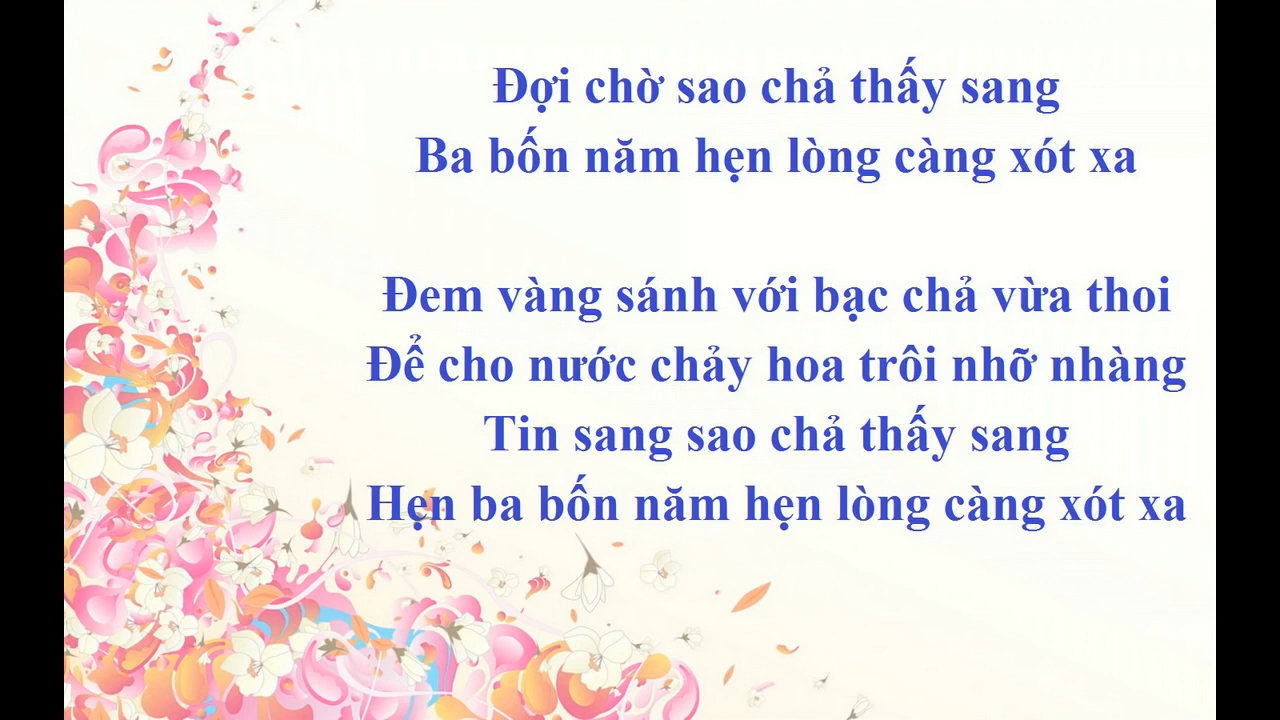 Đợi chờ sao chả thấy sang
Ba bốn năm hẹn lòng càng xót xa
Đem vàng sánh với bạc chả vừa thoi
Để cho nước chảy hoa trôi nhỡ nhàng
Tin sang sao chả thấy sang
Hẹn ba bốn năm hẹn lòng càng xót xa